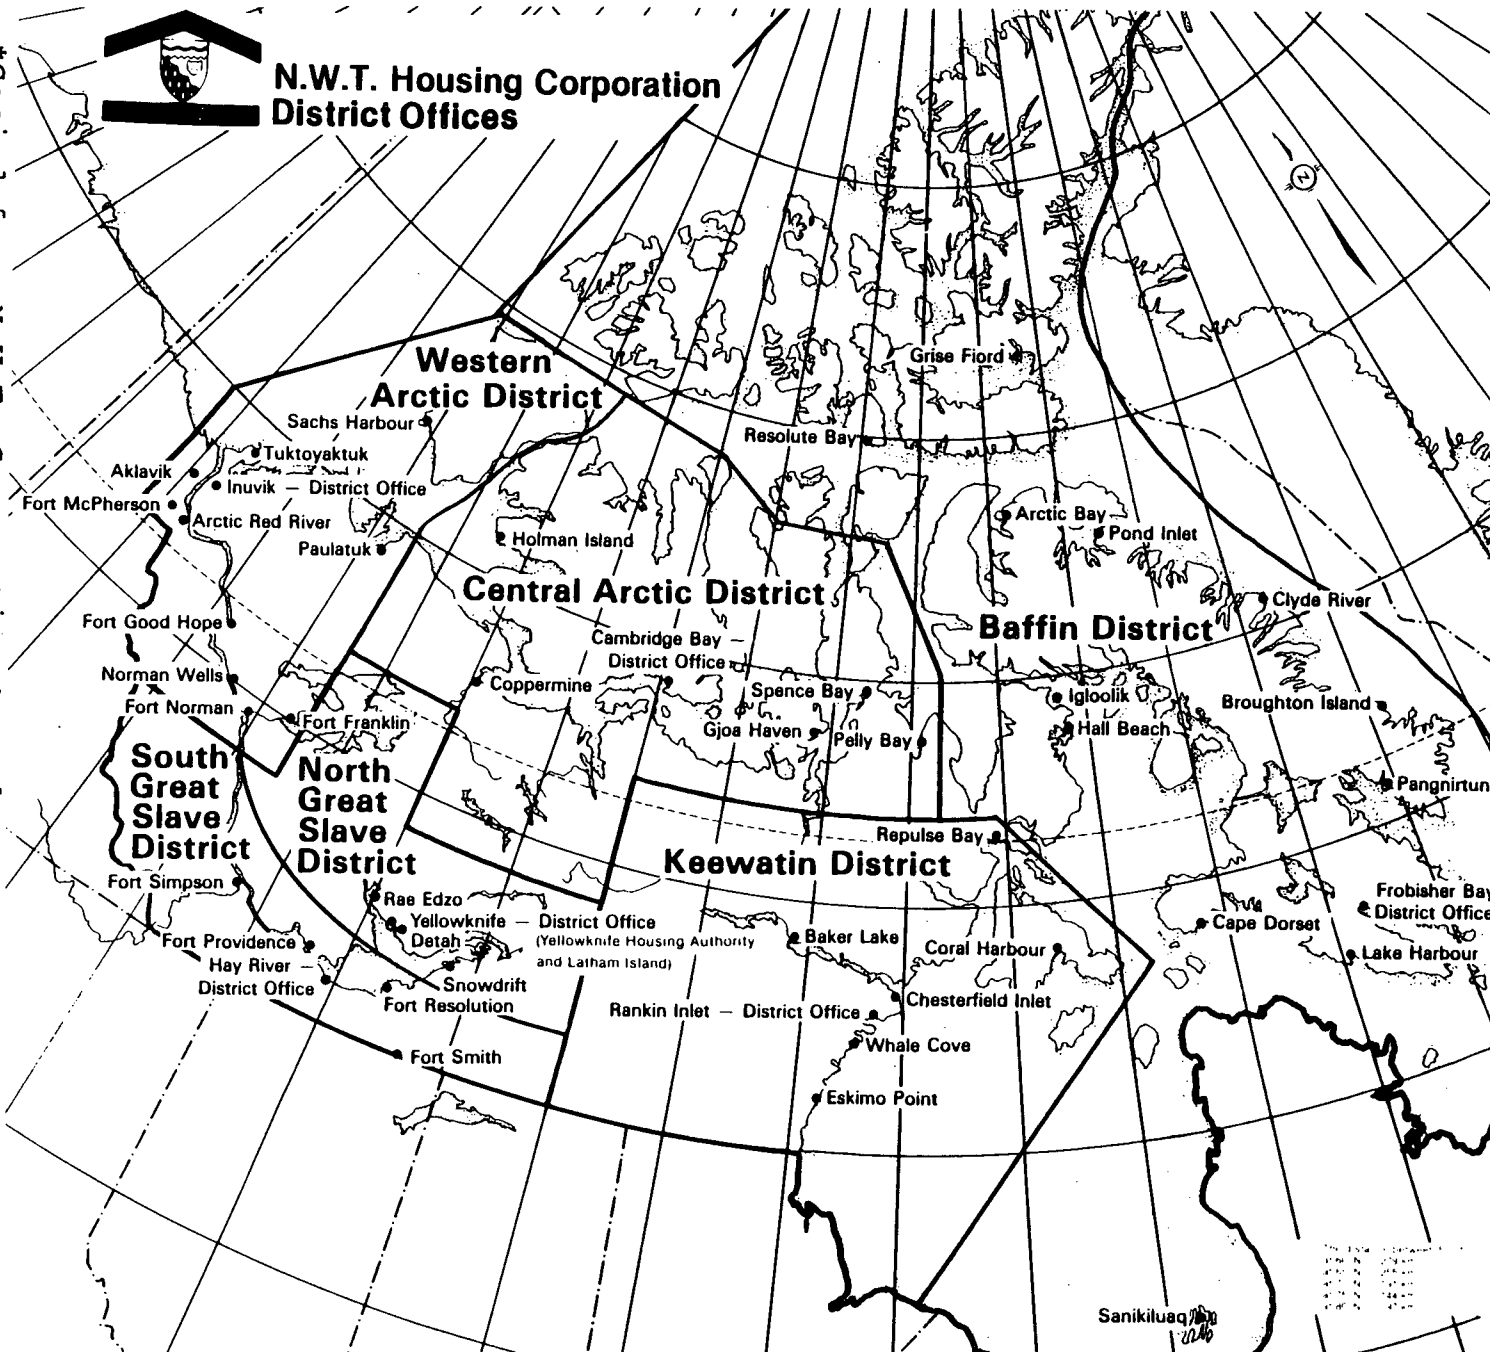 N.W.T. Housing Corporation
District Offices
Western
Arctic District
Grise Fiord
Sachs Harbour
Resolute Bay
Tuktoyaktuk
Aklavik
Inuvik — District Office
Fort McPherson
Arctic Red River
Paulatuk
Holman Island
Arctic Bay
Pond Inlet
Central Arctic District
Clyde River
Baffin District
Fort Good Hope
Cambridge Bay —
District Office
Norman Wells
Coppermine
Spence Bay
Igloolik
Fort Norman
Fort Franklin
Gjoa Haven
Pelly Bay
Hall Beach
Broughton Island
South
Great
Slave
District
North
Great
Slave
District
Pangnirtun
Repulse Bay
Keewatin District
Fort Simpson
Rae Edzo
Yellowknife — District Office
Detah
(Yellowknife Housing Authority
and Latham Island)
Baker Lake
Frobisher Bay
District Office
Cape Dorset
Fort Providence
Hay River —
District Office
Coral Harbour
Lake Harbour
Snowdrift
Fort Resolution
Chesterfield Inlet
Rankin Inlet — District Office
Whale Cove
Fort Smith
Eskimo Point
Sanikiluaq